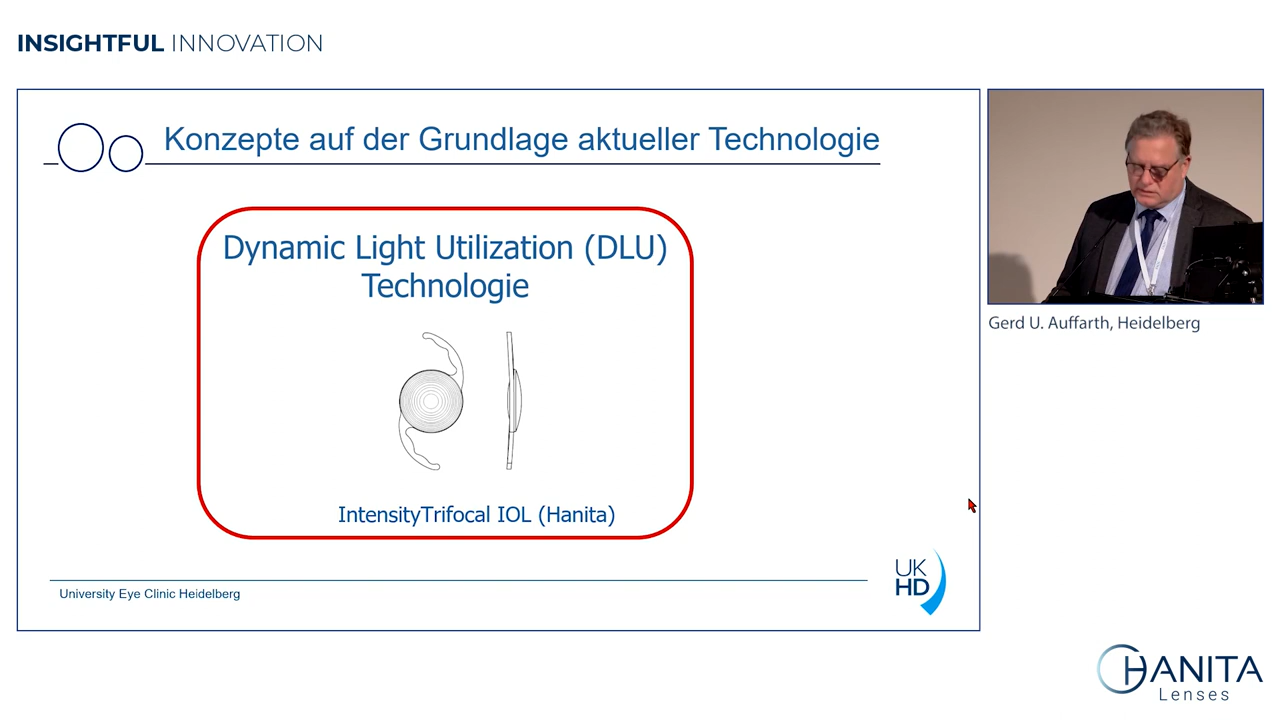 INSIGHTFUL INNOVATION
Konzepte auf der Grundlage aktueller Technologie
Dynamic Light Utilization (DLU)
Technologie
IntensityTrifocal IOL (Hanita)
University Eye Clinic Heidelberg
UK
HD
Gerd U. Auffarth, Heidelberg
HANITA
Lenses